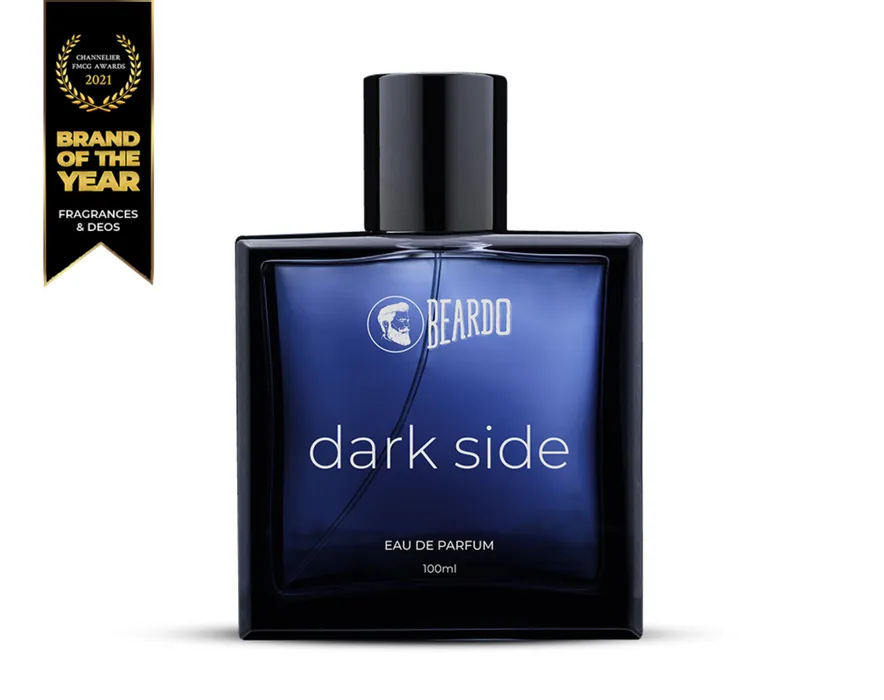 CHANNELIER
FMCG AWARDS
2021
BRAND
OF THE
YEAR
FRAGRANCES
& DEOS
BEARDO
dark side
EAU DE PARFUM
100ml